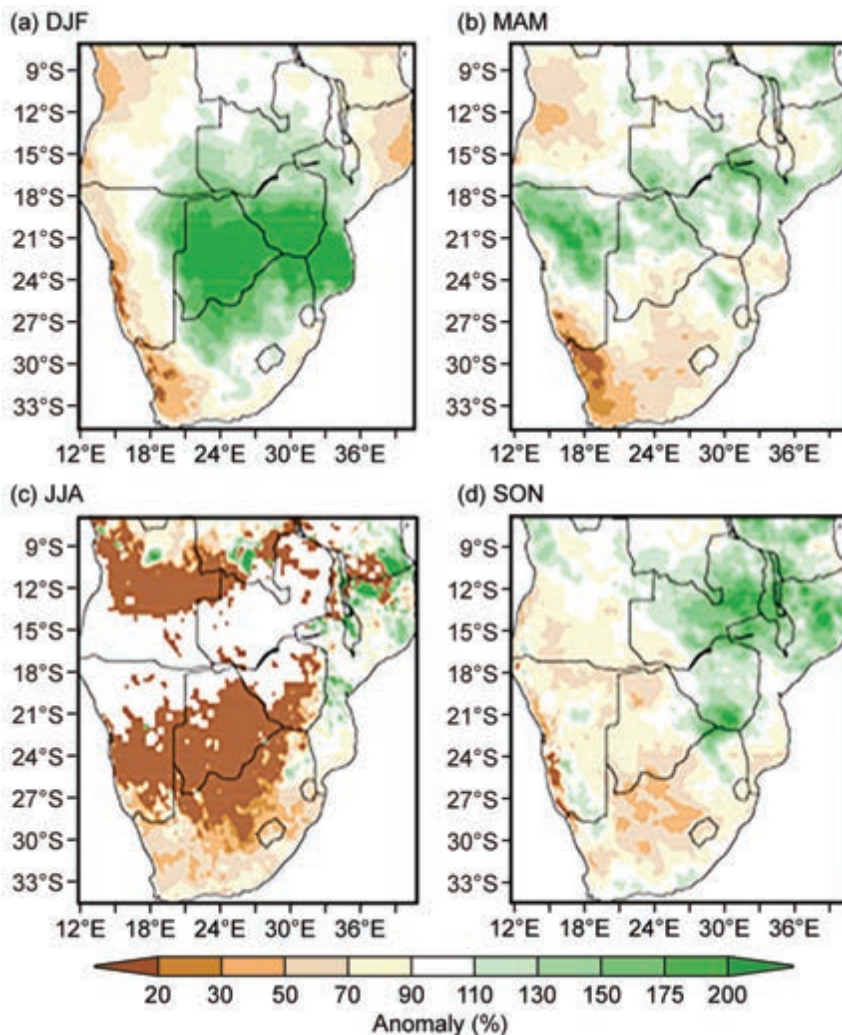 (a) DJF
(b) MAM
9°S
12°S
15°S
18°S
21°S
24°S
27°S
30°S
33°S
12°E 18°E 24°E 30°E 36°E
9°S
12°S
15°S
18°S
21°S
24°S
27°S
30°S
33°S
12°E 18°E 24°E 30°E 36°E
(c) JJA
(d) SON
9°S
12°S
15°S
18°S
21°S
24°S
27°S
30°S
33°S
12°E 18°E 24°E 30°E 36°E
9°S
12°S
15°S
18°S
21°S
24°S
27°S
30°S
33°S
12°E 18°E 24°E 30°E 36°E
20 30 50 70 90 110 130 150 175 200
Anomaly (%)